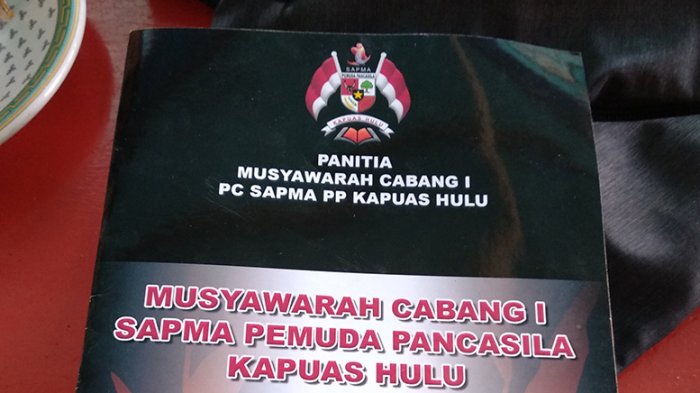 SAPMA
PEMUDA PANCASILA
KAPUAS HULU
PANITIA
MUSYAWARAH CABANG I
PC SAPMA PP KAPUAS HULU
MUSYAWARAH CABANG I
SAPMA PEMUDA PANCASILA
KAPUAS HULU